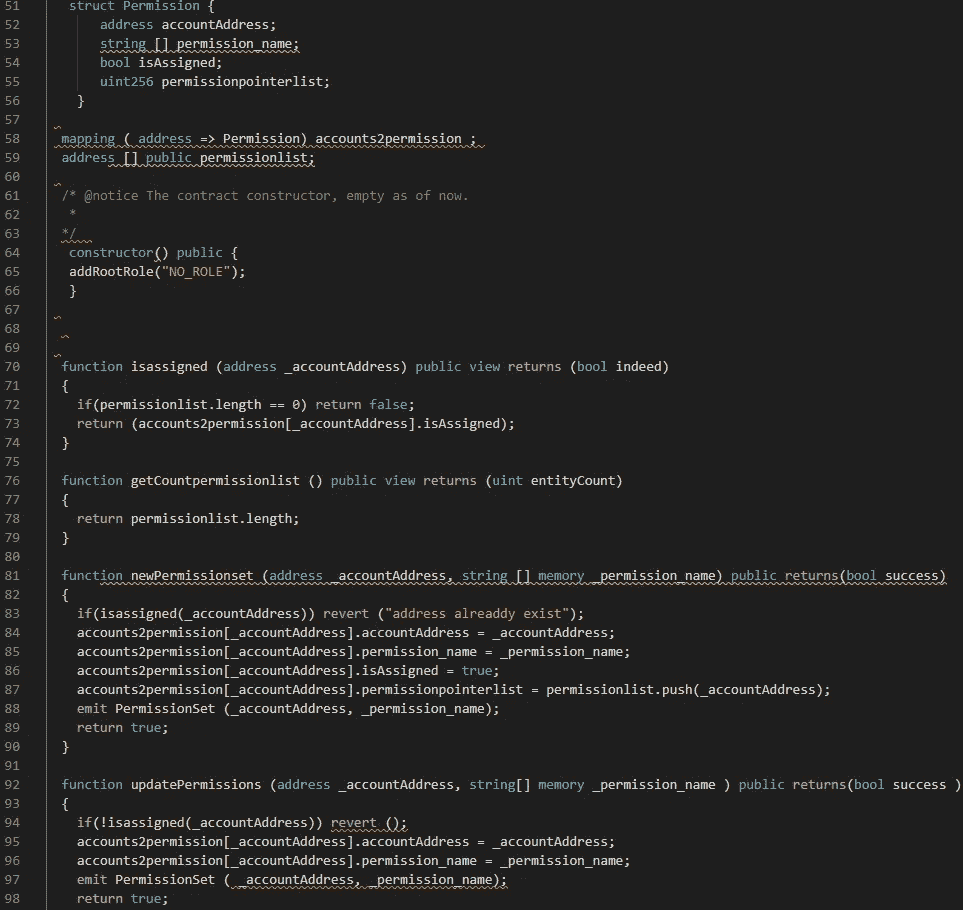 51 struct Permission {
52 address accountAddress;
53 string [] permission_name;
54 bool isAssigned;
55 uint256 permissionpointerlist;
56 }
57
58 mapping ( address => Permission) accounts2permission ;
59 address [] public permissionlist;
60
61 /* @notice The contract constructor, empty as of now.
62 *
63 */
64 constructor() public {
65 addRootRole("NO_ROLE");
66 }
67
68
69
70 function isassigned (address _accountAddress) public view returns (bool indeed)
71 {
72 if(permissionlist.length == 0) return false;
73 return (accounts2permission[_accountAddress].isAssigned);
74 }
75
76 function getCountpermissionlist () public view returns (uint entityCount)
77 {
78 return permissionlist.length;
79 }
80
81 function newPermissionset (address _accountAddress, string [] memory _permission_name) public returns(bool success)
82 {
83 if(isassigned(_accountAddress)) revert ("address alreaddy exist");
84 accounts2permission[_accountAddress].accountAddress = _accountAddress;
85 accounts2permission[_accountAddress].permission_name = _permission_name;
86 accounts2permission[_accountAddress].isAssigned = true;
87 accounts2permission[_accountAddress].permissionpointerlist = permissionlist.push(_accountAddress);
88 emit PermissionSet (_accountAddress, _permission_name);
89 return true;
90 }
91
92 function updatePermissions (address _accountAddress, string[] memory _permission_name ) public returns(bool success )
93 {
94 if(!isassigned(_accountAddress)) revert ();
95 accounts2permission[_accountAddress].accountAddress = _accountAddress;
96 accounts2permission[_accountAddress].permission_name = _permission_name;
97 emit PermissionSet ( _accountAddress, _permission_name);
98 return true;